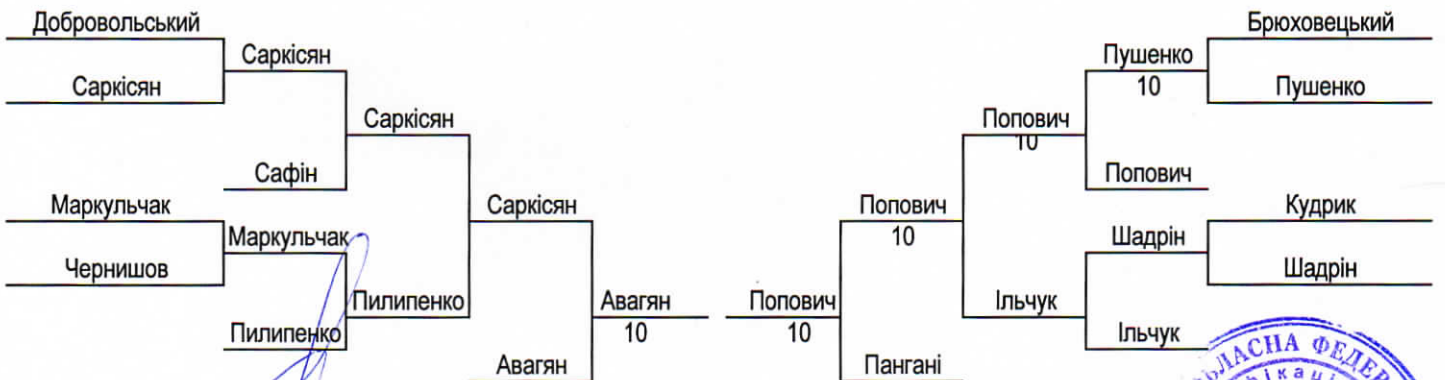 Добровольський
Саркісян
Саркісян
Саркісян
Сафін
Маркульчак
Маркульчак
Чернишов
Пилипенко
Пилипенко
Саркісян
Авагян
10
Авагян
Брюховецький
Пушенко
10
Пушенко
Попович
10
Попович
Попович
10
Кудрик
Шадрін
Шадрін
Ільчук
Ільчук
Попович
10
Пангані